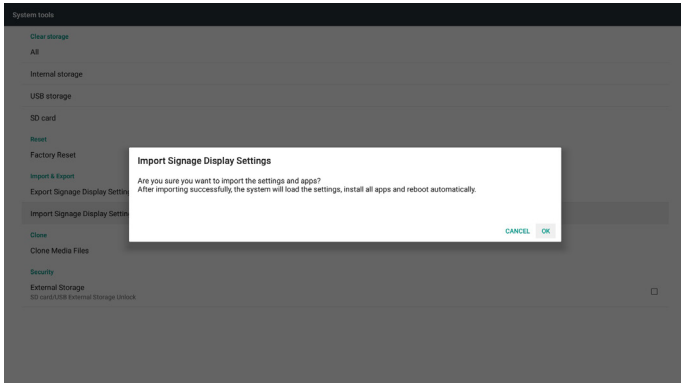 System tools
Clear storage
All
Internal storage
USB storage
SD card
Reset
Factory Reset
Import & Export
Export Signage Display Setting
Import Signage Display Setting
Clone
Clone Media Files
Security
External Storage
SD card/USB External Storage Unlock
Import Signage Display Settings
Are you sure you want to import the settings and apps?
After importing successfully, the system will load the settings, install all apps and reboot automatically.
CANCEL OK